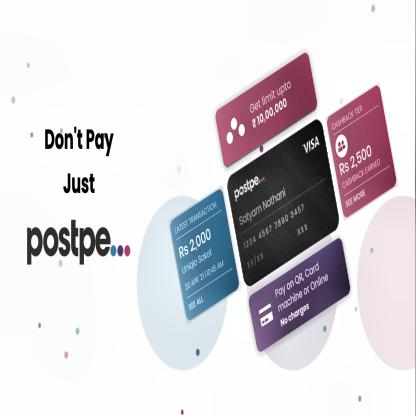 Don't Pay
Just
postpe...
Get limit upto
₹ 10,00,000
VISA
postpe...
Satyam Nathani
1234 4567 7890 3457
xx/xx
xxx
CASHBACK TIER
Rs 2,500
CASHBACK EARNED
SEE MORE
LATEST TRANSACTION
Rs 2,000
Uniqlo Saket
20 APR '21 | 10:45 AM
SEE ALL
Pay on QR, Card
machine or Online
No charges